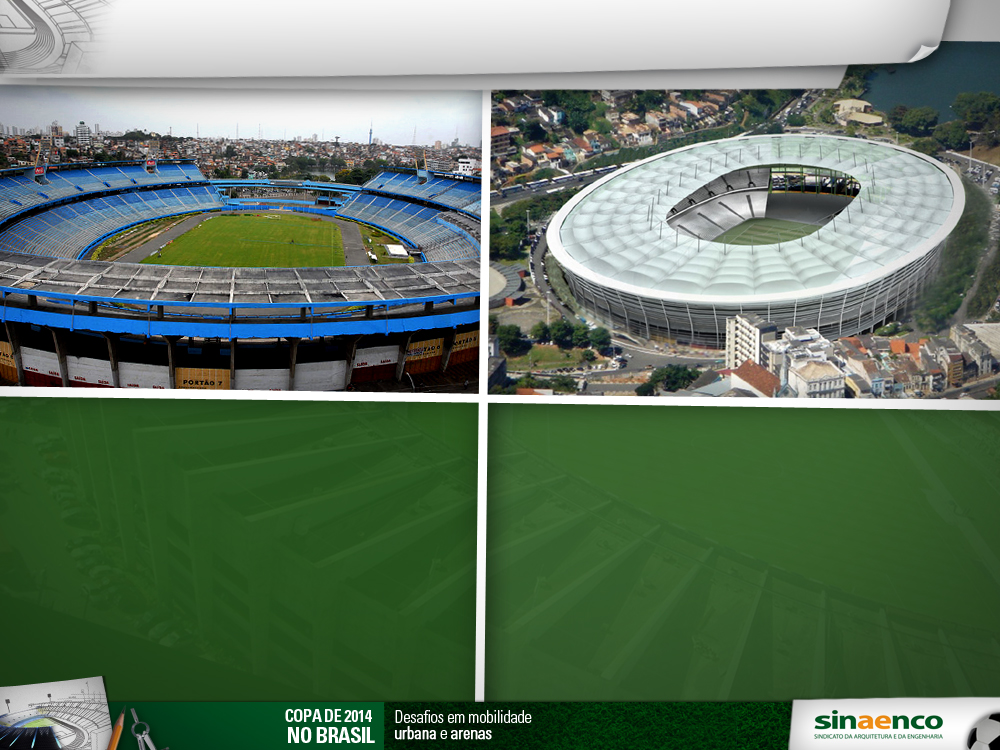 PORTÃO 7
COPA DE 2014
NO BRASIL
Desafios em mobilidade
urbana e arenas
sinaenco
SINDICATO DA ARQUITETURA E DA ENGENHARIA